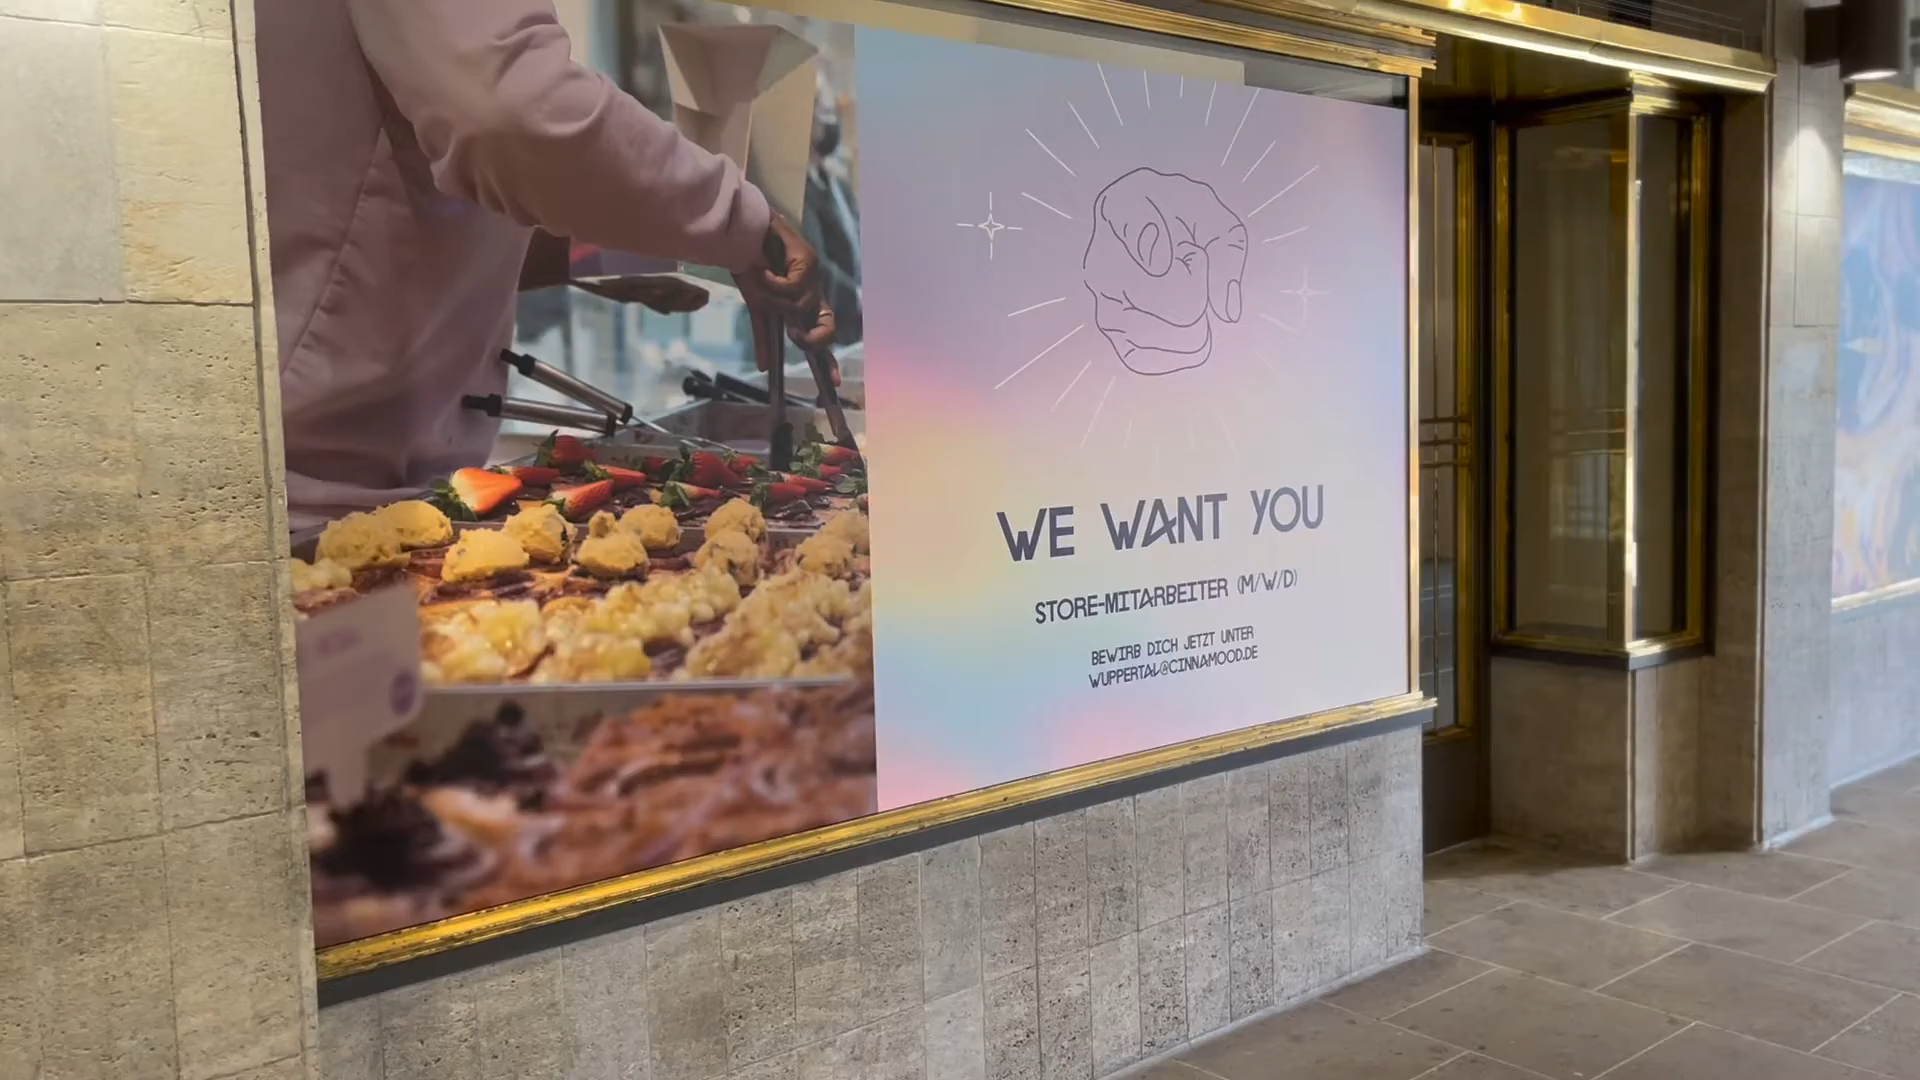 WE WANT YOU
STORE-MITARBEITER (M/W/D)
BEWIRB DICH JETZT UNTER
WUPPERTAL@CINNAMOOD.DE